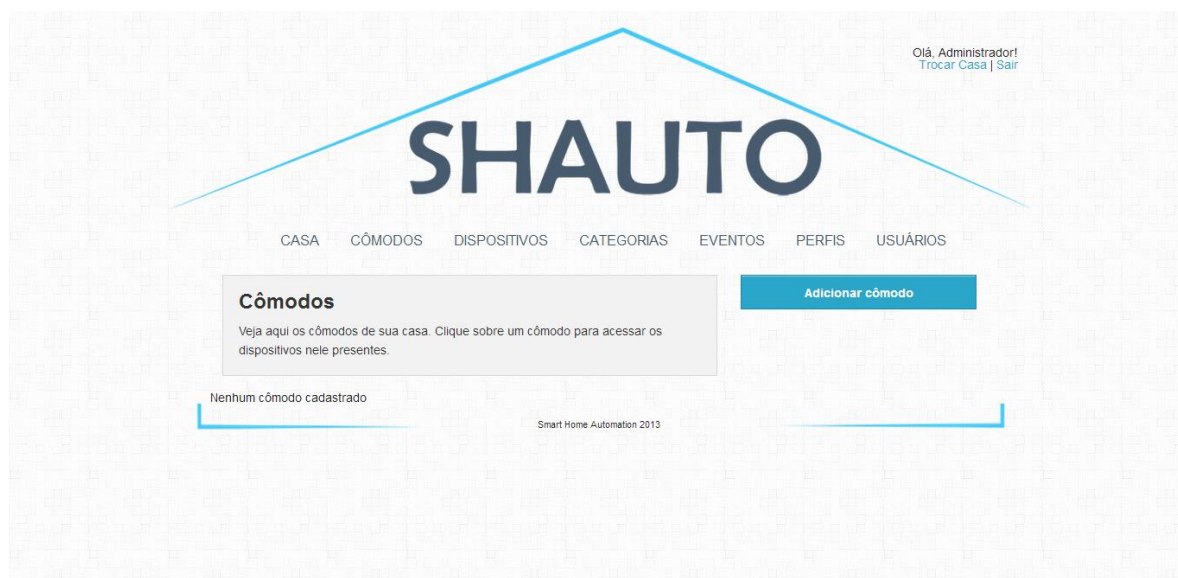 Olá, Administrador!
Trocar Casa | Sair
SHAUTO
CASA CÔMODOS DISPOSITIVOS CATEGORIAS EVENTOS PERFIS USUÁRIOS
Cômodos
Veja aqui os cômodos de sua casa. Clique sobre um cômodo para acessar os
dispositivos nele presentes.
Adicionar cômodo
Nenhum cômodo cadastrado
Smart Home Automation 2013